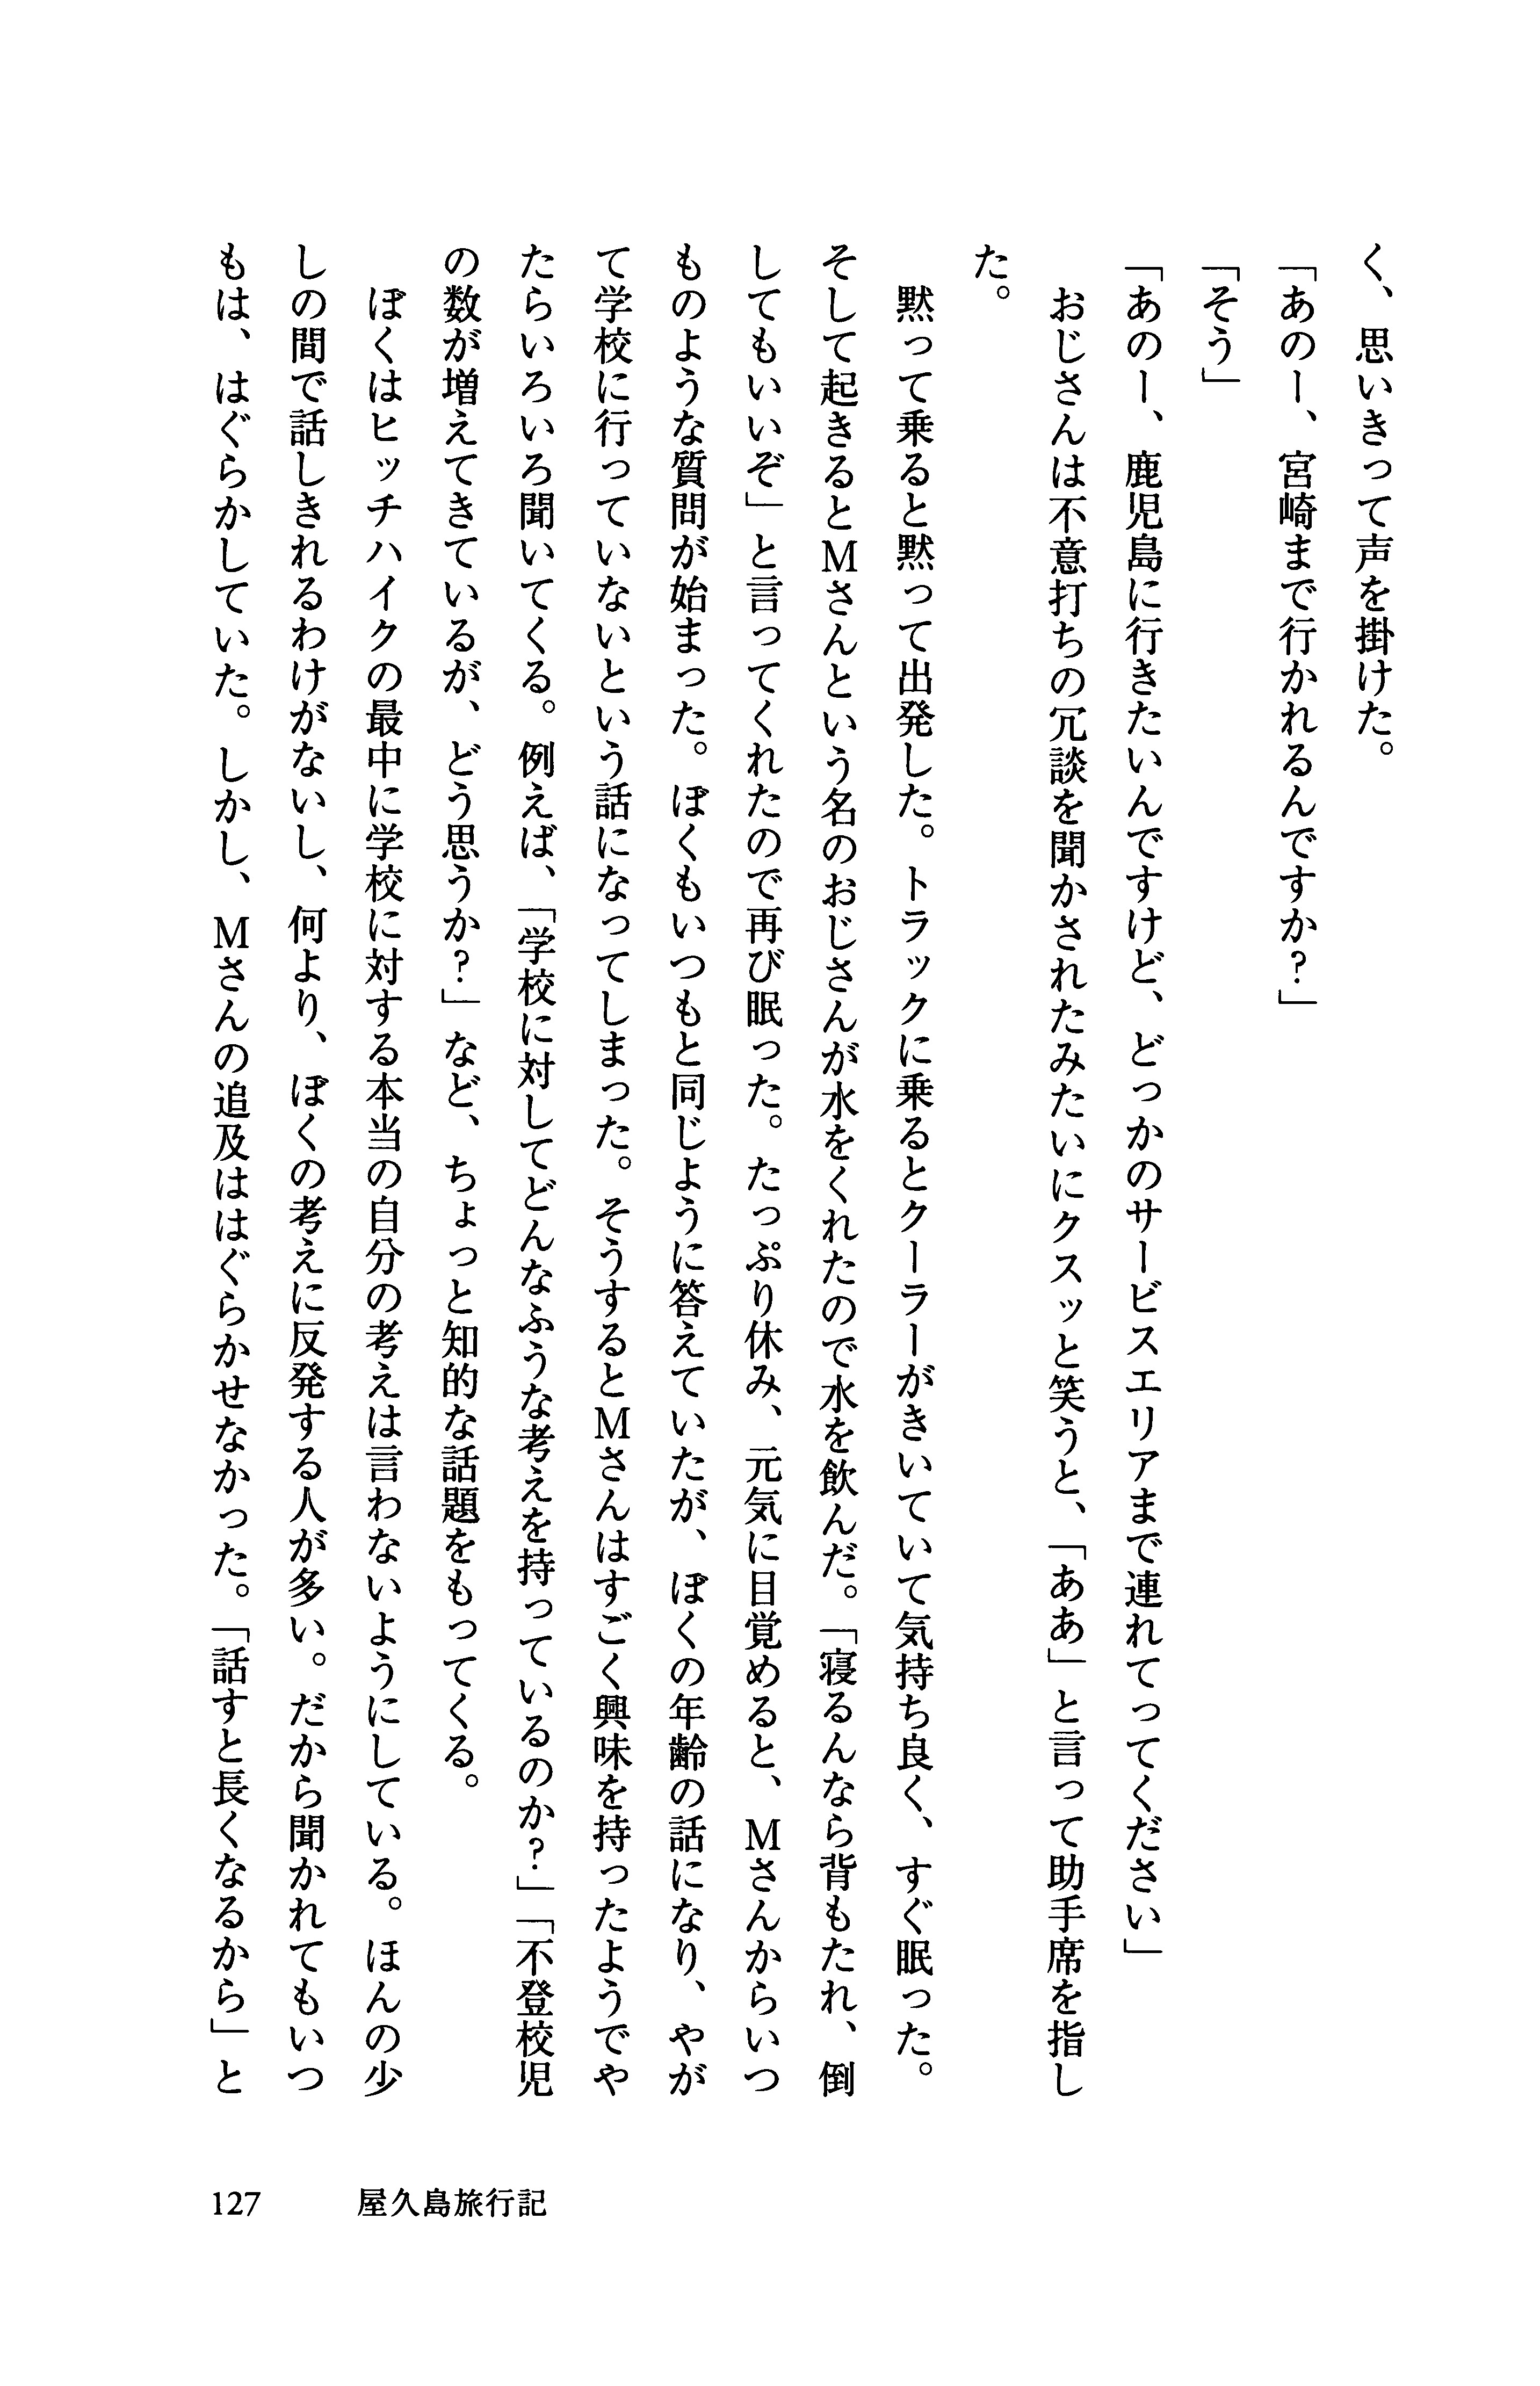 く、思いきって声を掛けた。
「あのー、宮崎まで行かれるんですか？」
「そう」
「あのー、鹿児島に行きたいんですけど、どっかのサービスエリアまで連れてってください」
おじさんは不意打ちの冗談を聞かされたみたいにクスッと笑うと、「ああ」と言って助手席を指し
た。
黙って乗ると黙って出発した。トラックに乗るとクーラーがきいていて気持ち良く、すぐ眠った。
そして起きるとMさんという名のおじさんが水をくれたので水を飲んだ。「寝るんなら背もたれ、倒
してもいいぞ」と言ってくれたので再び眠った。たっぷり休み、元気に目覚めると、Mさんからいつ
ものような質問が始まった。ぼくもいつもと同じように答えていたが、ぼくの年齢の話になり、やが
て学校に行っていないという話になってしまった。そうするとMさんはすごく興味を持ったようでや
たらいろいろ聞いてくる。例えば、「学校に対してどんなふうな考えを持っているのか？」「不登校児
の数が増えてきているが、どう思うか？」など、ちょっと知的な話題をもってくる。
ぼくはヒッチハイクの最中に学校に対する本当の自分の考えは言わないようにしている。ほんの少
しの間で話しきれるわけがないし、何より、ぼくの考えに反発する人が多い。だから聞かれてもいつ
もは、はぐらかしていた。しかし、Mさんの追及ははぐらかせなかった。「話すと長くなるから」と
127 屋久島旅行記